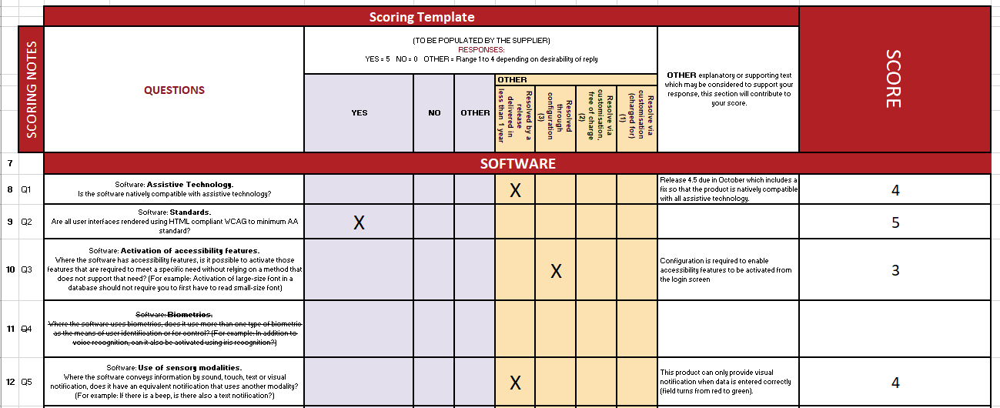 Scoring Template
SCORING NOTES
QUESTIONS
(TO BE POPULATED BY THE SUPPLIER)
RESPONSES:
YES = 5 NO = 0 OTHER = Range 1 to 4 depending on desirability of reply
YES
NO
OTHER
OTHER
Resolved by a
release
delivered in
less than 1 year
Resolved
through
configuration
(3)
Resolve via
customisation,
free of charge
(2)
Resolve via
customisation
(charged for)
(1)
OTHER explanatory or supporting text
which may be considered to support your
response, this section will contribute to
your score.
SCORE
7
SOFTWARE
8 Q1
Software: Assistive Technology.
Is the software natively compatible with assistive technology?
X
Release 4.5 due in October which includes a
fix so that the product is natively compatible
with all assistive technology.
4
9 Q2
Software: Standards.
Are all user interfaces rendered using HTML compliant WCAG to minimum AA
standard?
X
5
10 Q3
Software: Activation of accessibility features.
Where the software has accessibility features, is it possible to activate those
features that are required to meet a specific need without relying on a method that
does not support that need? (For example: Activation of large-size font in a
database should not require you to first have to read small-size font)
X
Configuration is required to enable
accessibility features to be activated from
the login screen
3
11 Q4
Software: Biometrics.
Where the software uses biometrics, does it use more than one type of biometric
as the means of user identification or for control? (For example: In addition to
voice recognition, can it also be activated using iris recognition?)
12 Q5
Software: Use of sensory modalities.
Where the software conveys information by sound, touch, text or visual
notification, does it have an equivalent notification that uses another modality?
(For example: If there is a beep, is there also a text notification?)
X
This product can only provide visual
notification when data is entered correctly
(field turns from red to green).
4